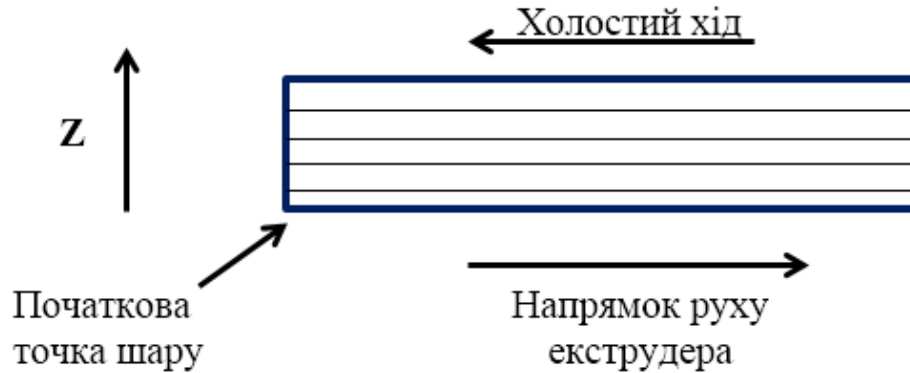 Холостий хід
Z
Початкова
точка шару
Напрямок руху
екструдера